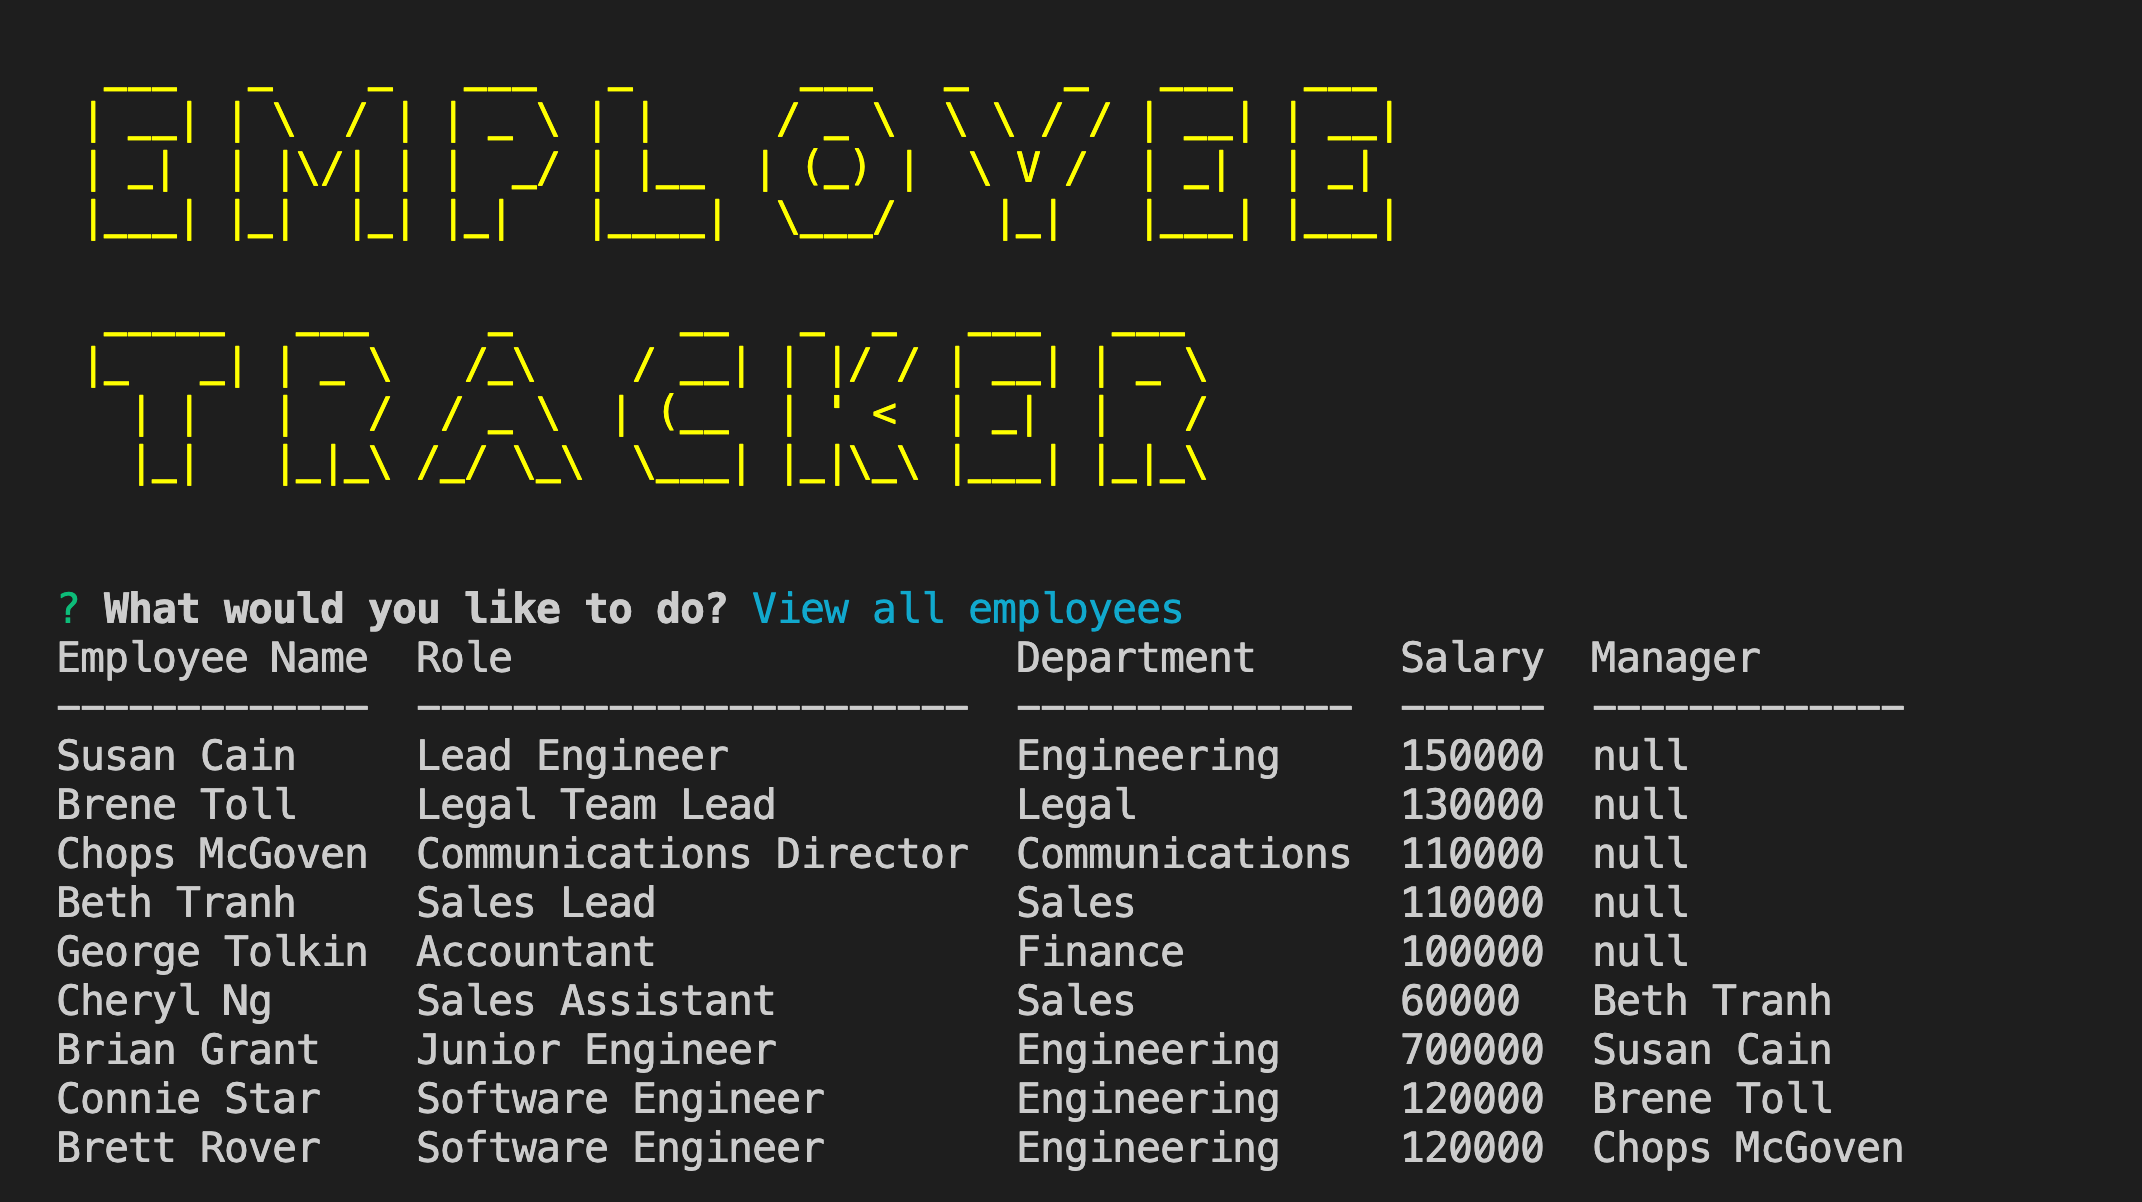 EMPLOYEE
TRACKER
? What would you like to do? View all employees
Employee Name  Role                     Department      Salary  Manager
-------------  -----------------------  --------------  ------  -------------
Susan Cain     Lead Engineer            Engineering     150000  null
Brene Toll     Legal Team Lead          Legal           130000  null
Chops McGoven  Communications Director  Communications  110000  null
Beth Tranh     Sales Lead               Sales           110000  null
George Tolkin  Accountant               Finance         100000  null
Cheryl Ng      Sales Assistant          Sales           60000   Beth Tranh
Brian Grant    Junior Engineer          Engineering     700000  Susan Cain
Connie Star    Software Engineer        Engineering     120000  Brene Toll
Brett Rover    Software Engineer        Engineering     120000  Chops McGoven